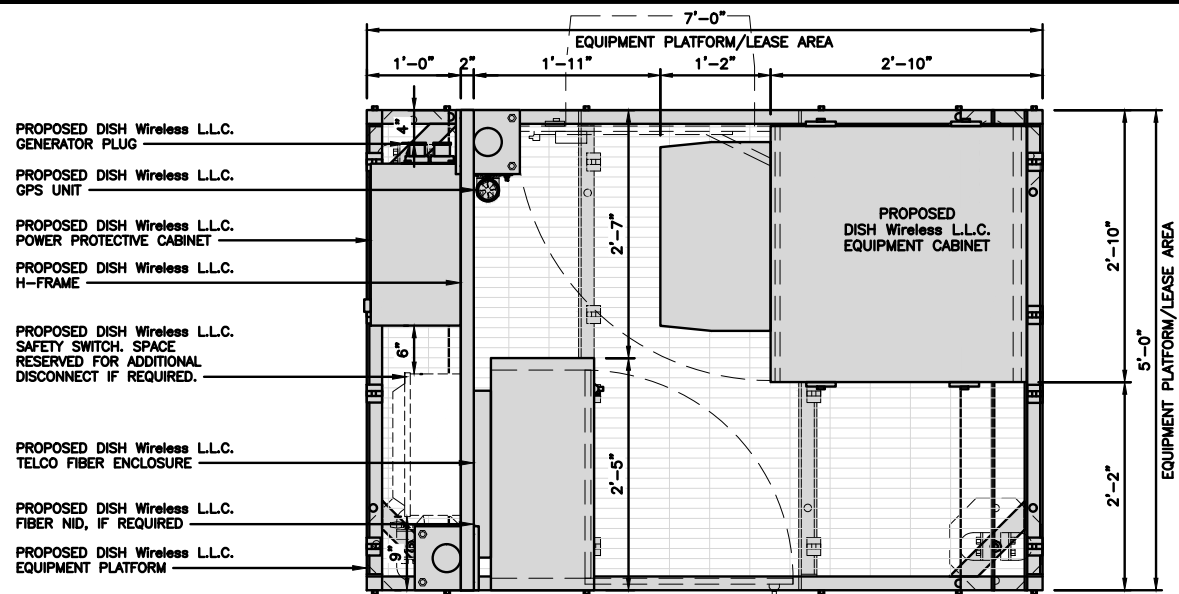 7'-0"
EQUIPMENT PLATFORM/LEASE AREA
1'-0"
2"
1'-11"
1'-2"
2'-10"
PROPOSED DISH Wireless L.L.C.
GENERATOR PLUG
4"
PROPOSED DISH Wireless L.L.C.
GPS UNIT
PROPOSED DISH Wireless L.L.C.
POWER PROTECTIVE CABINET
PROPOSED DISH Wireless L.L.C.
H-FRAME
PROPOSED DISH Wireless L.L.C.
SAFETY SWITCH. SPACE
RESERVED FOR ADDITIONAL
DISCONNECT IF REQUIRED.
6"
PROPOSED DISH Wireless L.L.C.
TELCO FIBER ENCLOSURE
PROPOSED DISH Wireless L.L.C.
FIBER NID, IF REQUIRED
PROPOSED DISH Wireless L.L.C.
EQUIPMENT PLATFORM
9"
2'-7"
2'-5"
PROPOSED
DISH Wireless L.L.C.
EQUIPMENT CABINET
2'-10"
2'-2"
5'-0"
EQUIPMENT PLATFORM/LEASE AREA